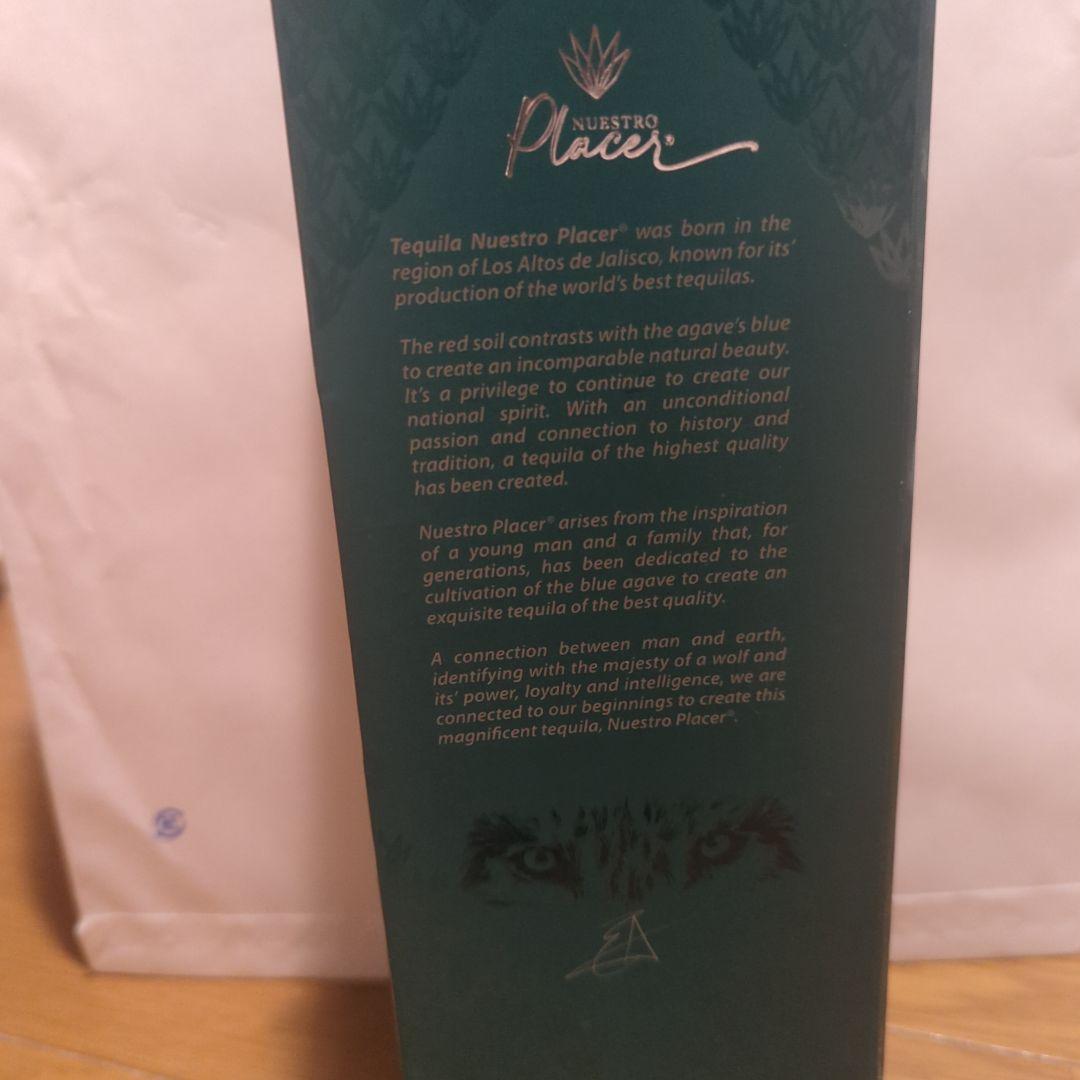 NUESTRO
Placer®
Tequila Nuestro Placer® was born in the
region of Los Altos de Jalisco, known for its'
production of the world's best tequilas.
The red soil contrasts with the agave's blue
to create an incomparable natural beauty.
It's a privilege to continue to create our
national spirit. With an unconditional
passion and connection to history and
tradition, a tequila of the highest quality
has been created.
Nuestro Placer® arises from the inspiration
of a young man and a family that, for
generations, has been dedicated to the
cultivation of the blue agave to create an
exquisite tequila of the best quality.
A connection between man and earth,
identifying with the majesty of a wolf and
its' power, loyalty and intelligence, we are
connected to our beginnings to create this
magnificent tequila, Nuestro Placer®.